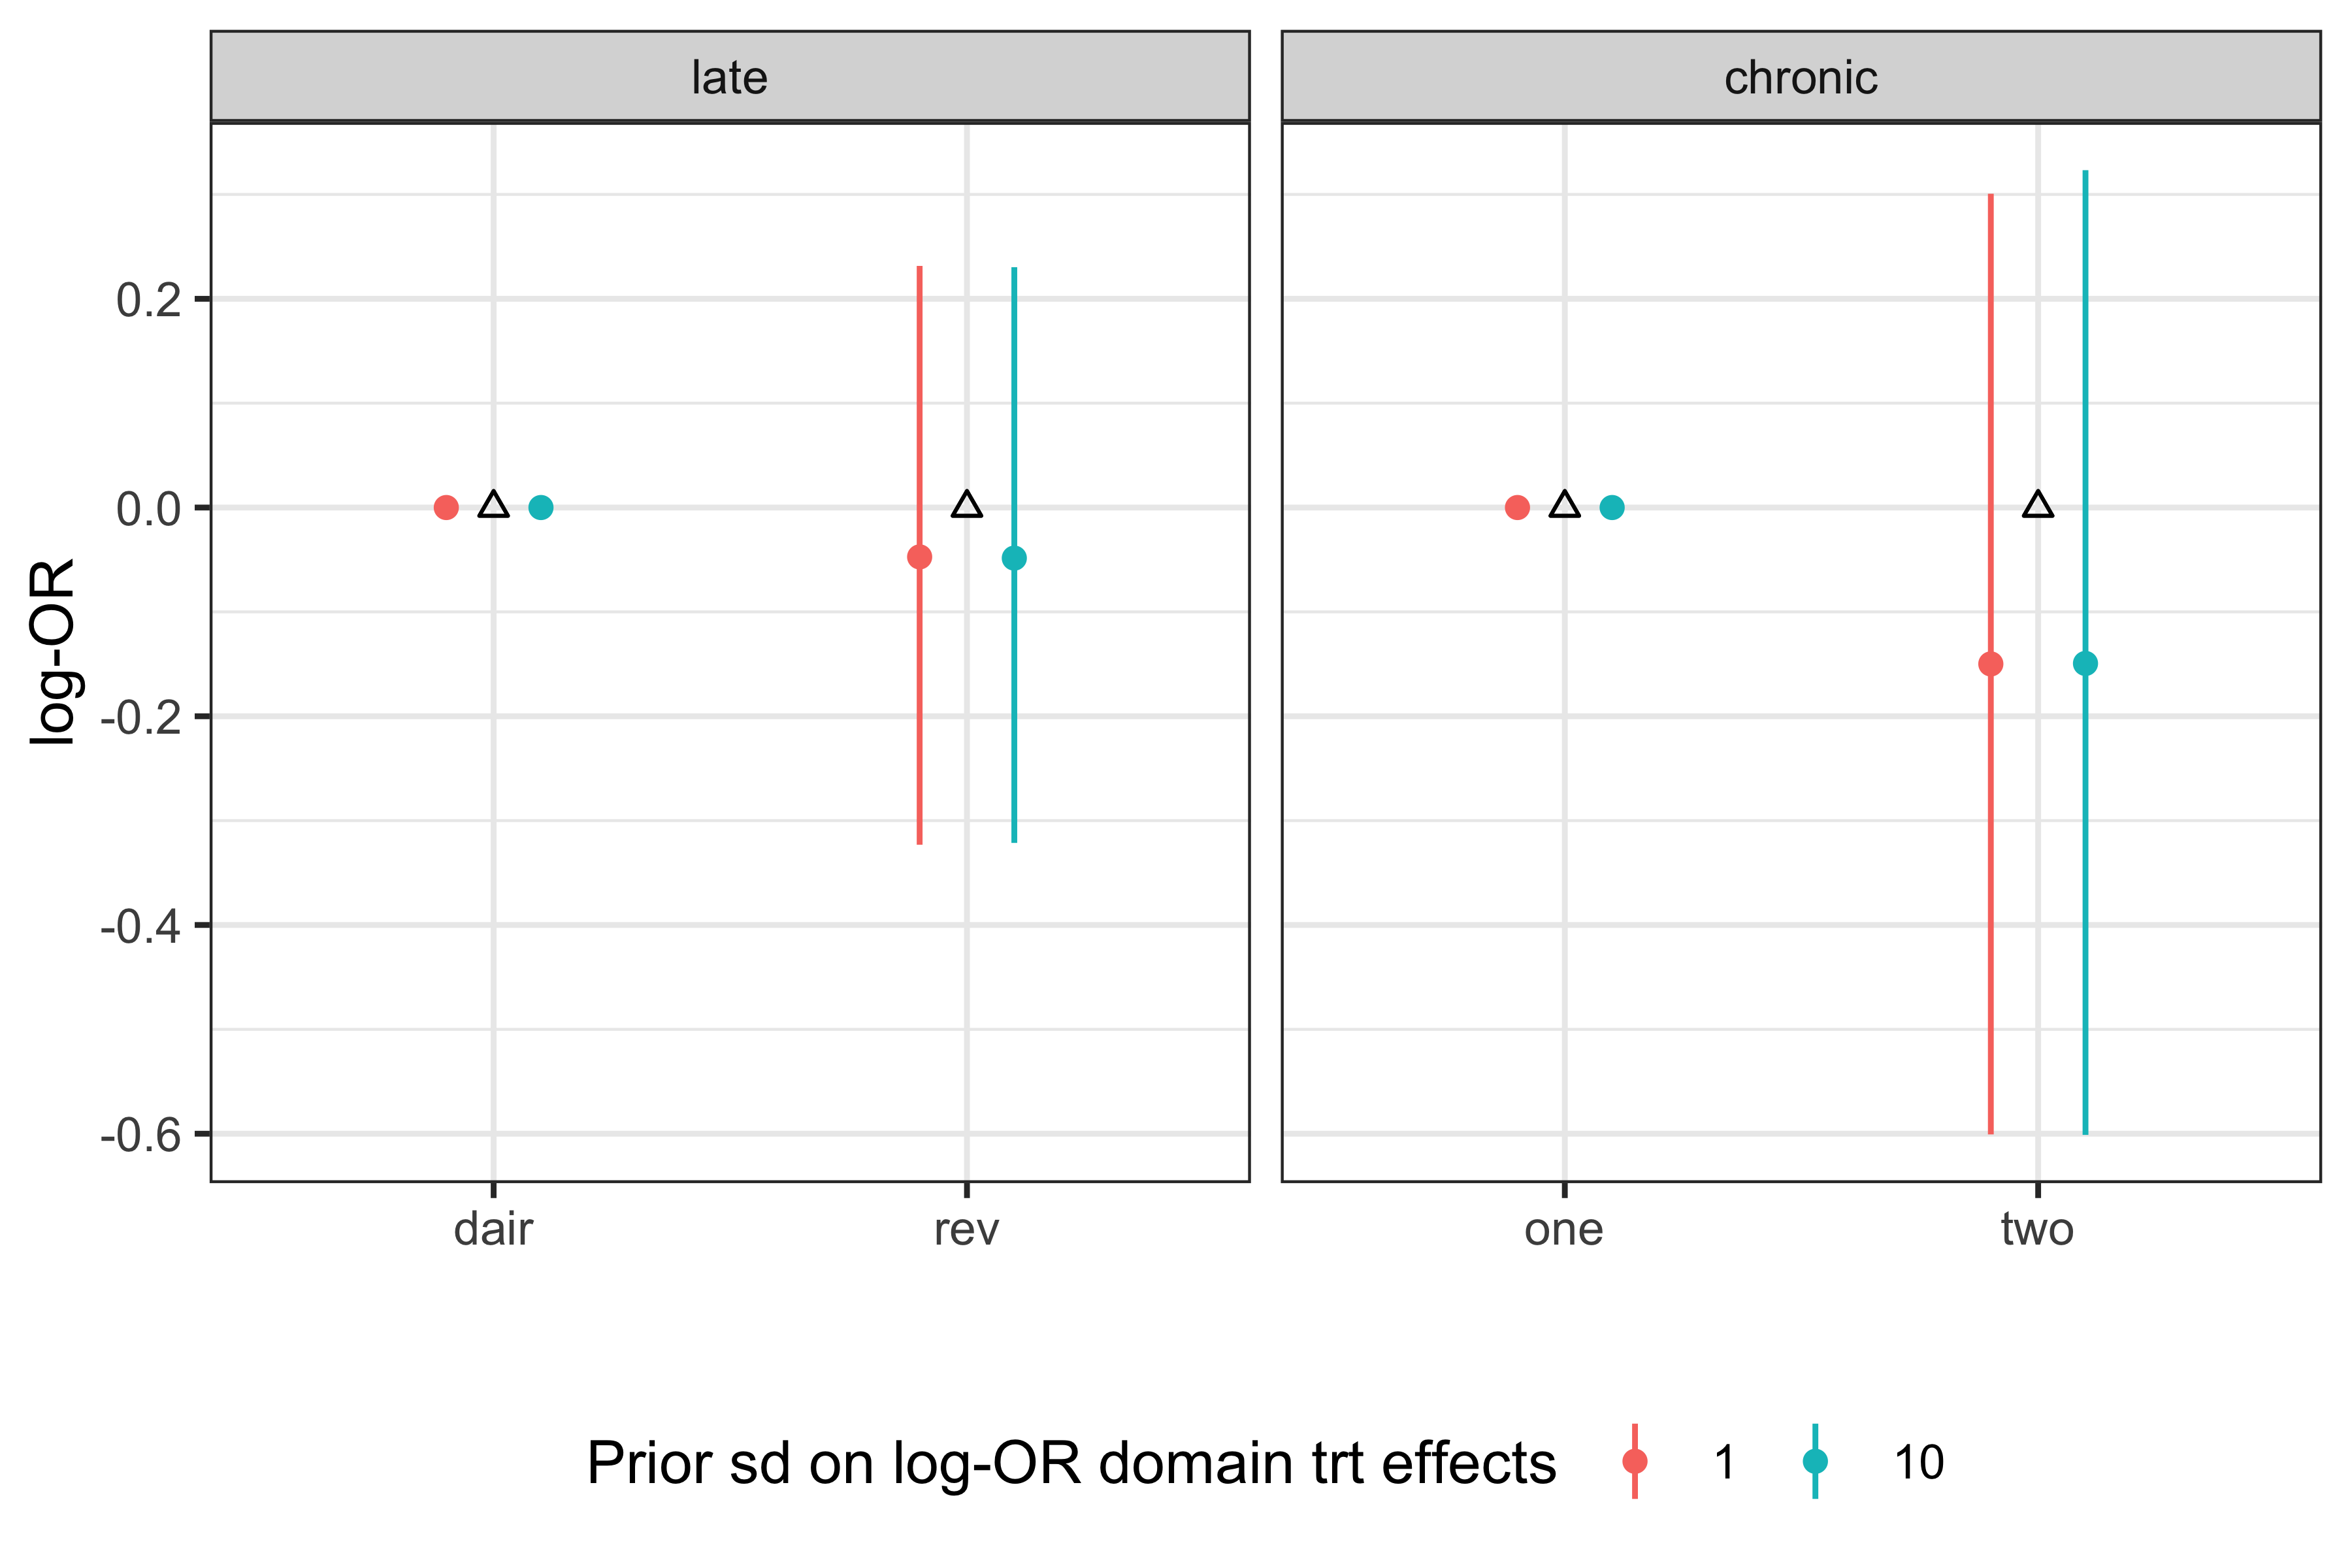 late
chronic
0.2
0.0
-0.2
-0.4
-0.6
log-OR
dair
rev
one
two
Prior sd on log-OR domain trt effects 1 10